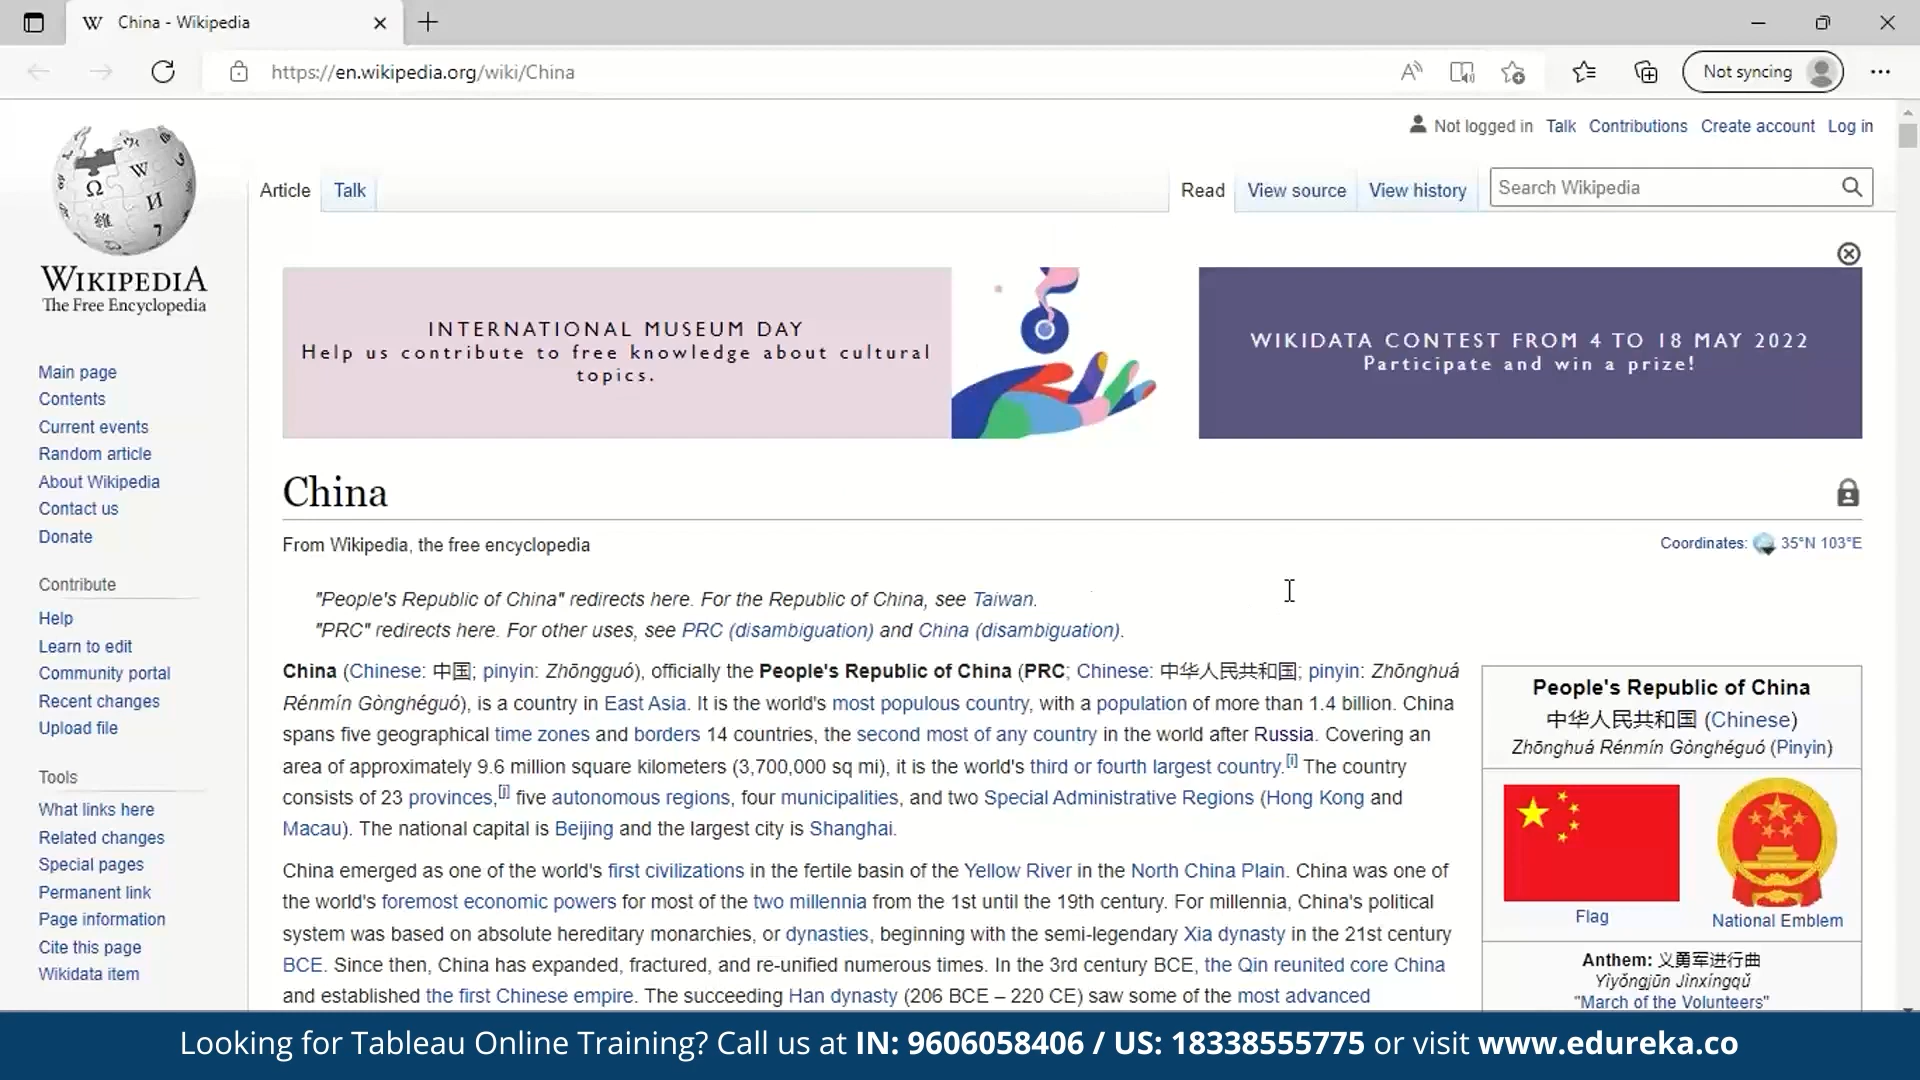 China - Wikipedia
https://en.wikipedia.org/wiki/China
Not syncing
Not logged in Talk Contributions Create account Log in
Article Talk Read View source View history Search Wikipedia
WIKIPEDIA
The Free Encyclopedia
Main page
Contents
Current events
Random article
About Wikipedia
Contact us
Donate
Contribute
Help
Learn to edit
Community portal
Recent changes
Upload file
Tools
What links here
Related changes
Special pages
Permanent link
Page information
Cite this page
Wikidata item
INTERNATIONAL MUSEUM DAY
Help us contribute to free knowledge about cultural
topics.
WIKIDATA CONTEST FROM 4 TO 18 MAY 2022
Participate and win a prize!
China
From Wikipedia, the free encyclopedia
Coordinates: 35°N 103°E
"People's Republic of China" redirects here. For the Republic of China, see Taiwan.
"PRC" redirects here. For other uses, see PRC (disambiguation) and China (disambiguation).
China (Chinese: 中国; pinyin: Zhōngguó), officially the People's Republic of China (PRC; Chinese: 中华人民共和国; pinyin: Zhōnghuá
Rénmín Gònghéguó), is a country in East Asia. It is the world's most populous country, with a population of more than 1.4 billion. China
spans five geographical time zones and borders 14 countries, the second most of any country in the world after Russia. Covering an
area of approximately 9.6 million square kilometers (3,700,000 sq mi), it is the world's third or fourth largest country.[i] The country
consists of 23 provinces,[j] five autonomous regions, four municipalities, and two Special Administrative Regions (Hong Kong and
Macau). The national capital is Beijing and the largest city is Shanghai.
China emerged as one of the world's first civilizations in the fertile basin of the Yellow River in the North China Plain. China was one of
the world's foremost economic powers for most of the two millennia from the 1st until the 19th century. For millennia, China's political
system was based on absolute hereditary monarchies, or dynasties, beginning with the semi-legendary Xia dynasty in the 21st century
BCE. Since then, China has expanded, fractured, and re-unified numerous times. In the 3rd century BCE, the Qin reunited core China
and established the first Chinese empire. The succeeding Han dynasty (206 BCE – 220 CE) saw some of the most advanced
People's Republic of China
中华人民共和国 (Chinese)
Zhōnghuá Rénmín Gònghéguó (Pinyin)
Flag
National Emblem
Anthem: 义勇军进行曲
Yìyǒngjūn Jìnxíngqǔ
"March of the Volunteers"
Looking for Tableau Online Training? Call us at IN: 9606058406 / US: 18338555775 or visit www.edureka.co